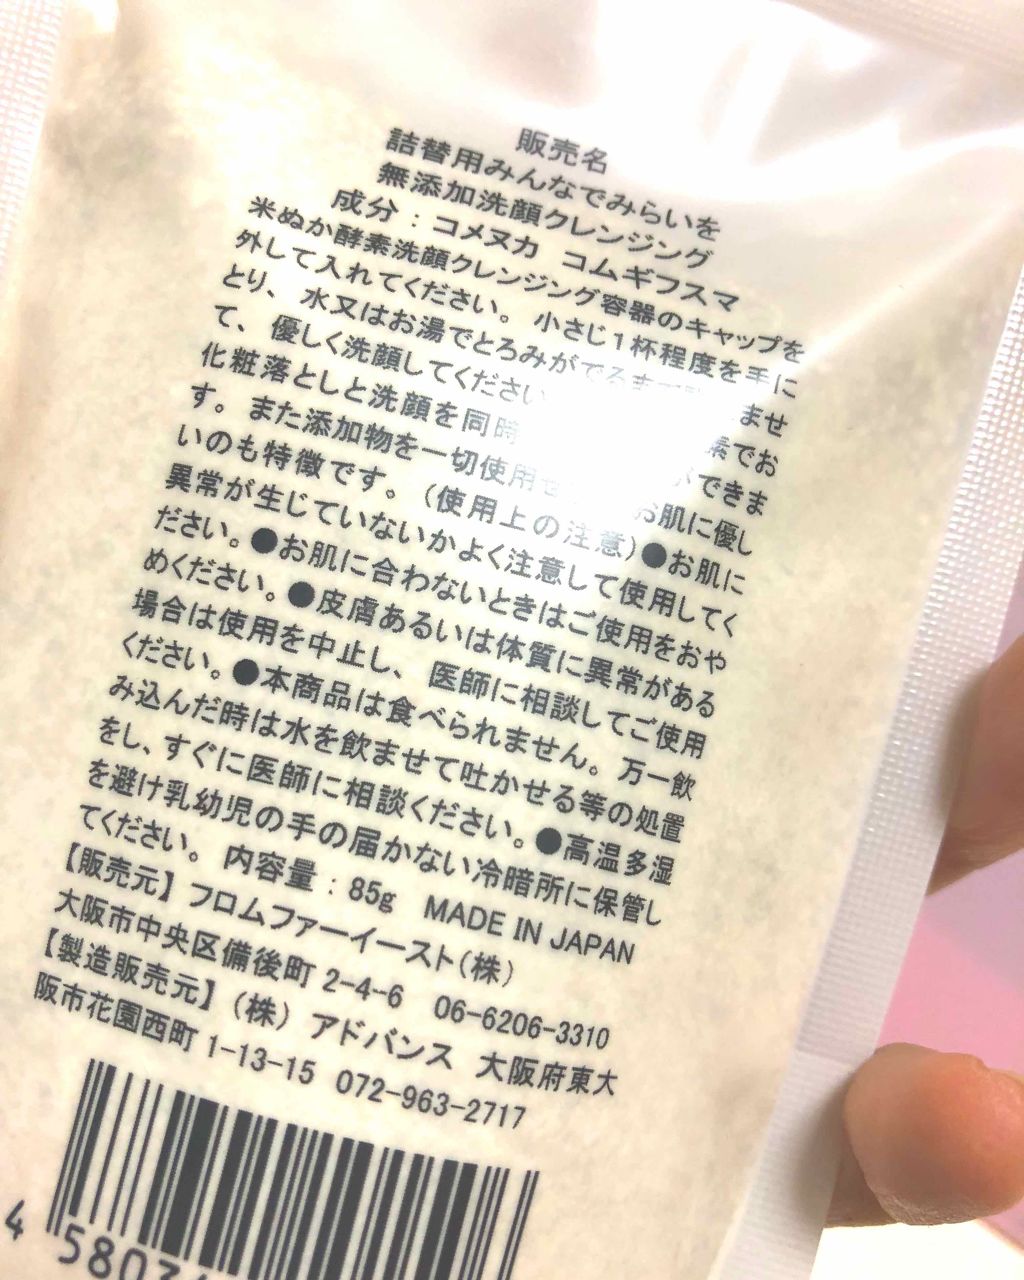 販売名
詰替用みんなでみらいを
無添加洗顔クレンジング
成分：コメヌカ　コムギフスマ
米ぬか酵素洗顔クレンジング容器のキャップを
外して入れてください。小さじ1杯程度を手に
とり、水又はお湯でとろみがでるま ませ
て、優しく洗顔してください 素でお
化粧落としと洗顔を同時 ができま
す。また添加物を一切使用せ お肌に優し
いのも特徴です。（使用上の注意）●お肌に
異常が生じていないかよく注意して使用してく
ださい。●お肌に合わないときはご使用をおや
めください。●皮膚あるいは体質に異常がある
場合は使用を中止し、医師に相談してご使用
ください。●本商品は食べられません。万一飲
み込んだ時は水を飲ませて吐かせる等の処置
をし、すぐに医師に相談ください。●高温多湿
を避け乳幼児の手の届かない冷暗所に保管し
てください。内容量：85g　MADE IN JAPAN
【販売元】フロムファーイースト（株）
大阪市中央区備後町 2-4-6　06-6206-3310
【製造販売元】（株）アドバンス　大阪府東大
阪市花園西町 1-13-15　072-963-2717
4 5803